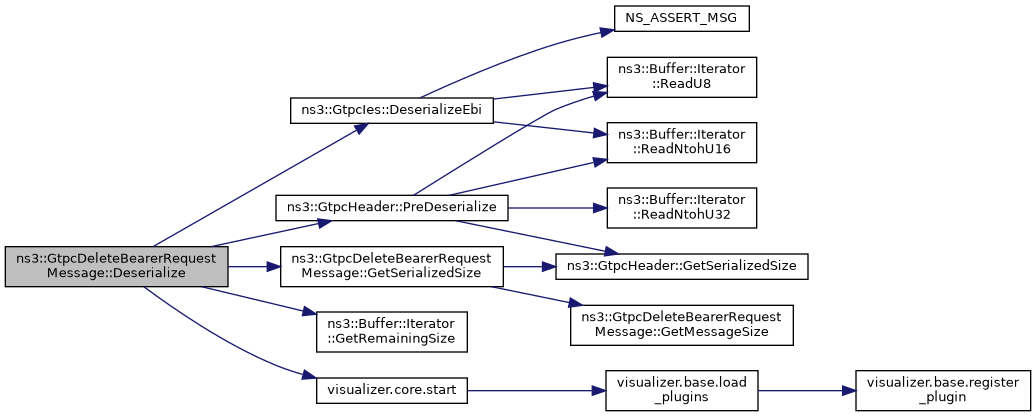 ns3::GtpcDeleteBearerRequest
Message::Deserialize
ns3::GtpcIes::DeserializeEbi
ns3::GtpcHeader::PreDeserialize
ns3::GtpcDeleteBearerRequest
Message::GetSerializedSize
ns3::Buffer::Iterator
::GetRemainingSize
visualizer.core.start
NS_ASSERT_MSG
ns3::Buffer::Iterator
::ReadU8
ns3::Buffer::Iterator
::ReadNtohU16
ns3::Buffer::Iterator
::ReadNtohU32
ns3::GtpcHeader::GetSerializedSize
ns3::GtpcDeleteBearerRequest
Message::GetMessageSize
visualizer.base.load
_plugins
visualizer.base.register
_plugin